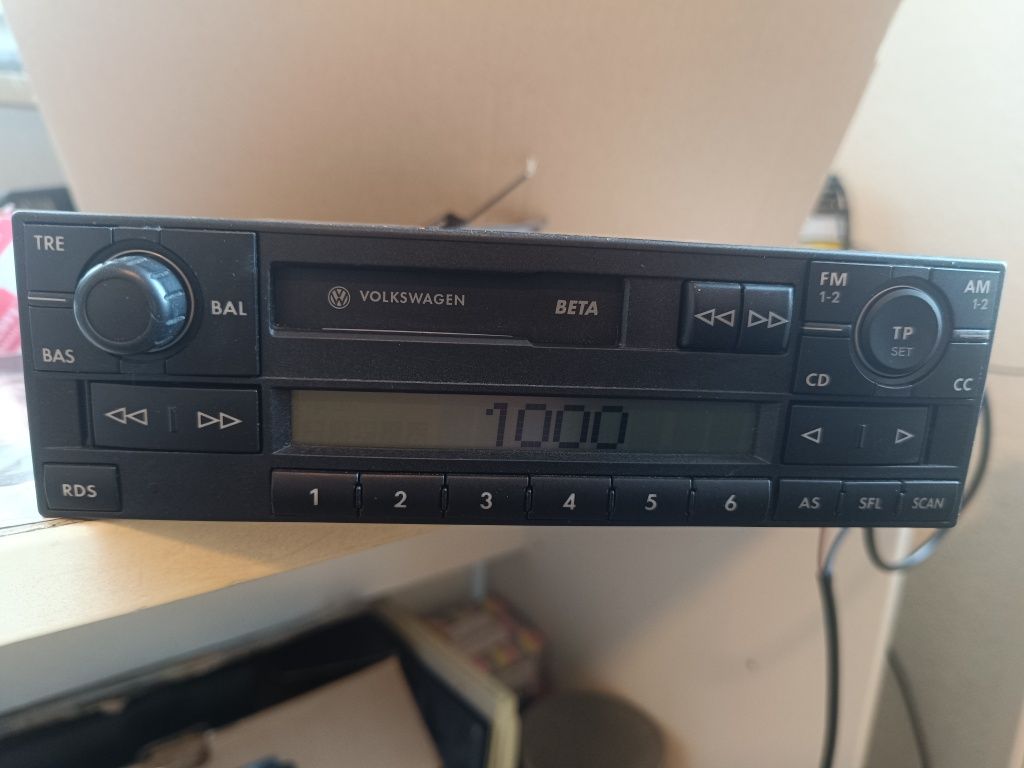 TRE
BAL
BAS
VOLKSWAGEN
BETA
FM
1-2
AM
1-2
TP
SET
CD
CC
1000
RDS
1
2
3
4
5
6
AS
SFL
SCAN